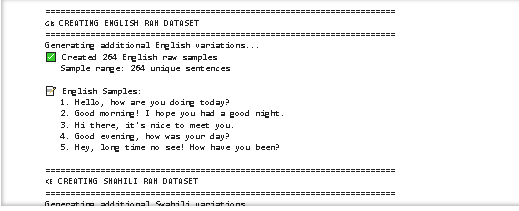 ================================================================
GB CREATING ENGLISH RAW DATASET
================================================================
Generating additional English variations...
✅ Created 264 English raw samples
Sample range: 264 unique sentences
📝 English Samples:
1. Hello, how are you doing today?
2. Good morning! I hope you had a good night.
3. Hi there, it's nice to meet you.
4. Good evening, how was your day?
5. Hey, long time no see! How have you been?
================================================================
KE CREATING SWAHILI RAW DATASET
================================================================
Generating additional Swahili variations